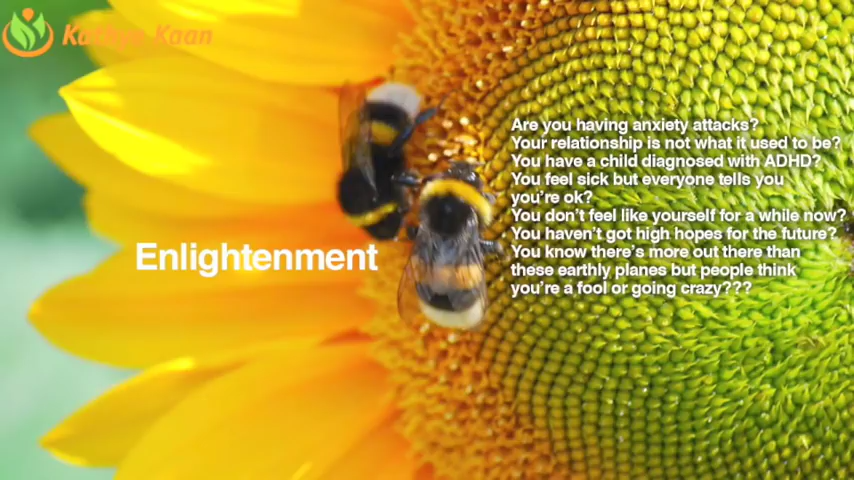 Kathye Kaan
Enlightenment
Are you having anxiety attacks?
Your relationship is not what it used to be?
You have a child diagnosed with ADHD?
You feel sick but everyone tells you
you're ok?
You don't feel like yourself for a while now?
You haven't got high hopes for the future?
You know there's more out there than
these earthly planes but people think
you're a fool or going crazy???